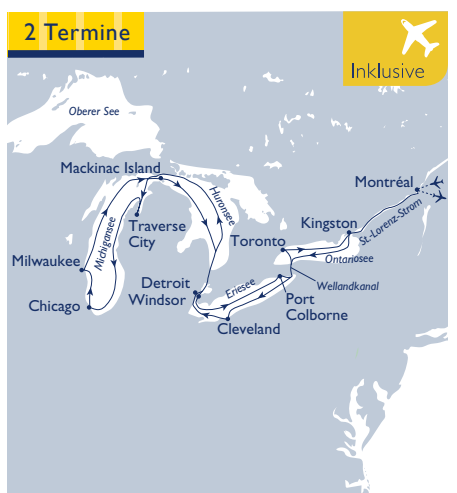 2 Termine
Inklusive
Oberer See
Mackinac Island
Montréal
Huronsee
St.-Lorenz-Strom
Michigansee
Traverse
City
Kingston
Toronto
Ontariosee
Milwaukee
Detroit
Windsor
Wellandkanal
Eriesee
Chicago
Port
Colborne
Cleveland